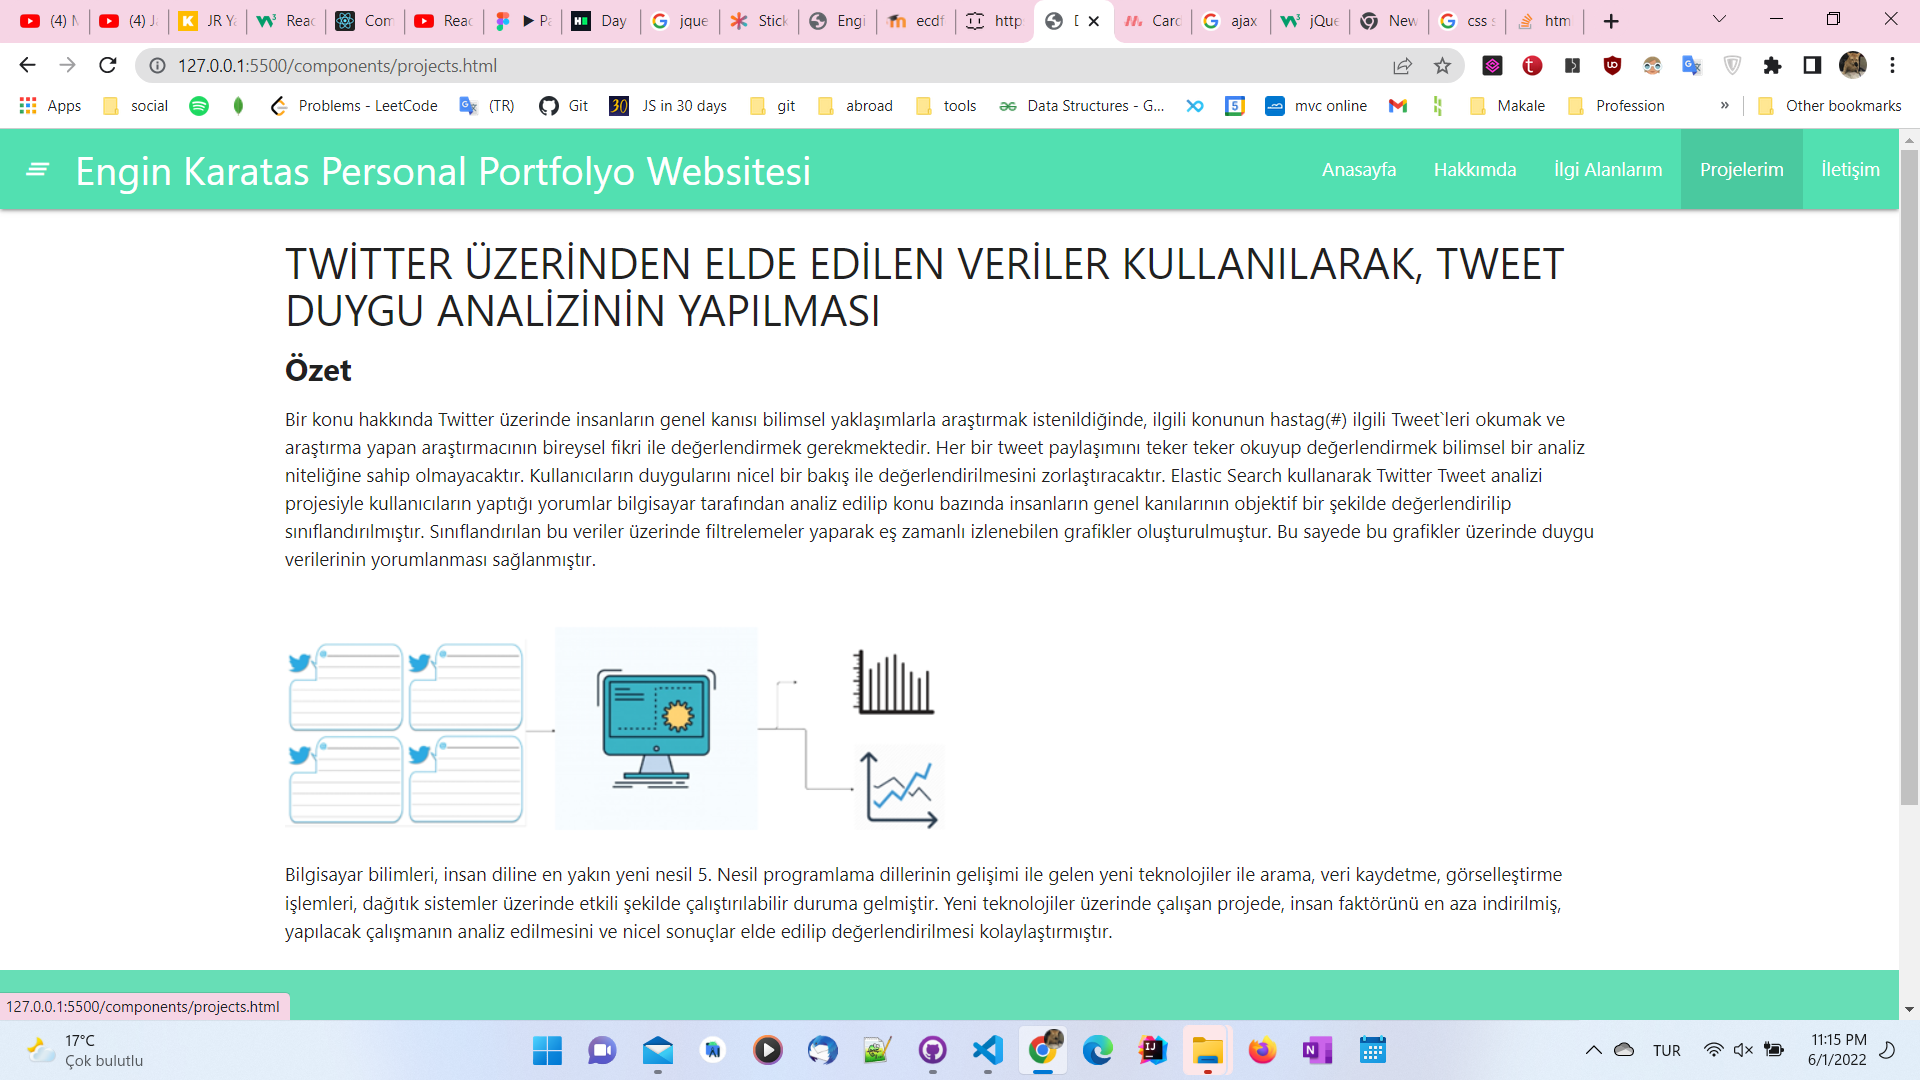 (4) M
(4) Ja
JR Ya
Reac
Com
Reac
Pa
Day
jque
Stick
Engi
ecdf
http
Card
ajax
jQue
New
css s
htm
127.0.0.1:5500/components/projects.html
Apps
social
Problems - LeetCode
(TR)
Git
30
JS in 30 days
git
abroad
tools
Data Structures - G...
5
mvc online
Makale
Profession
»
Other bookmarks
Engin Karatas Personal Portfolyo Websitesi
Anasayfa
Hakkımda
İlgi Alanlarım
Projelerim
İletişim
TWİTTER ÜZERİNDEN ELDE EDİLEN VERİLER KULLANILARAK, TWEET
DUYGU ANALİZİNİN YAPILMASI
Özet
Bir konu hakkında Twitter üzerinde insanların genel kanısı bilimsel yaklaşımlarla araştırmak istenildiğinde, ilgili konunun hastag(#) ilgili Tweet`leri okumak ve
araştırma yapan araştırmacının bireysel fikri ile değerlendirmek gerekmektedir. Her bir tweet paylaşımını teker teker okuyup değerlendirmek bilimsel bir analiz
niteliğine sahip olmayacaktır. Kullanıcıların duygularını nicel bir bakış ile değerlendirilmesini zorlaştıracaktır. Elastic Search kullanarak Twitter Tweet analizi
projesiyle kullanıcıların yaptığı yorumlar bilgisayar tarafından analiz edilip konu bazında insanların genel kanılarının objektif bir şekilde değerlendirilip
sınıflandırılmıştır. Sınıflandırılan bu veriler üzerinde filtrelemeler yaparak eş zamanlı izlenebilen grafikler oluşturulmuştur. Bu sayede bu grafikler üzerinde duygu
verilerinin yorumlanması sağlanmıştır.
Bilgisayar bilimleri, insan diline en yakın yeni nesil 5. Nesil programlama dillerinin gelişimi ile gelen yeni teknolojiler ile arama, veri kaydetme, görselleştirme
işlemleri, dağıtık sistemler üzerinde etkili şekilde çalıştırılabilir duruma gelmiştir. Yeni teknolojiler üzerinde çalışan projede, insan faktörünü en aza indirilmiş,
yapılacak çalışmanın analiz edilmesini ve nicel sonuçlar elde edilip değerlendirilmesi kolaylaştırmıştır.
127.0.0.1:5500/components/projects.html
17°C
Çok bulutlu
TUR
11:15 PM
6/1/2022